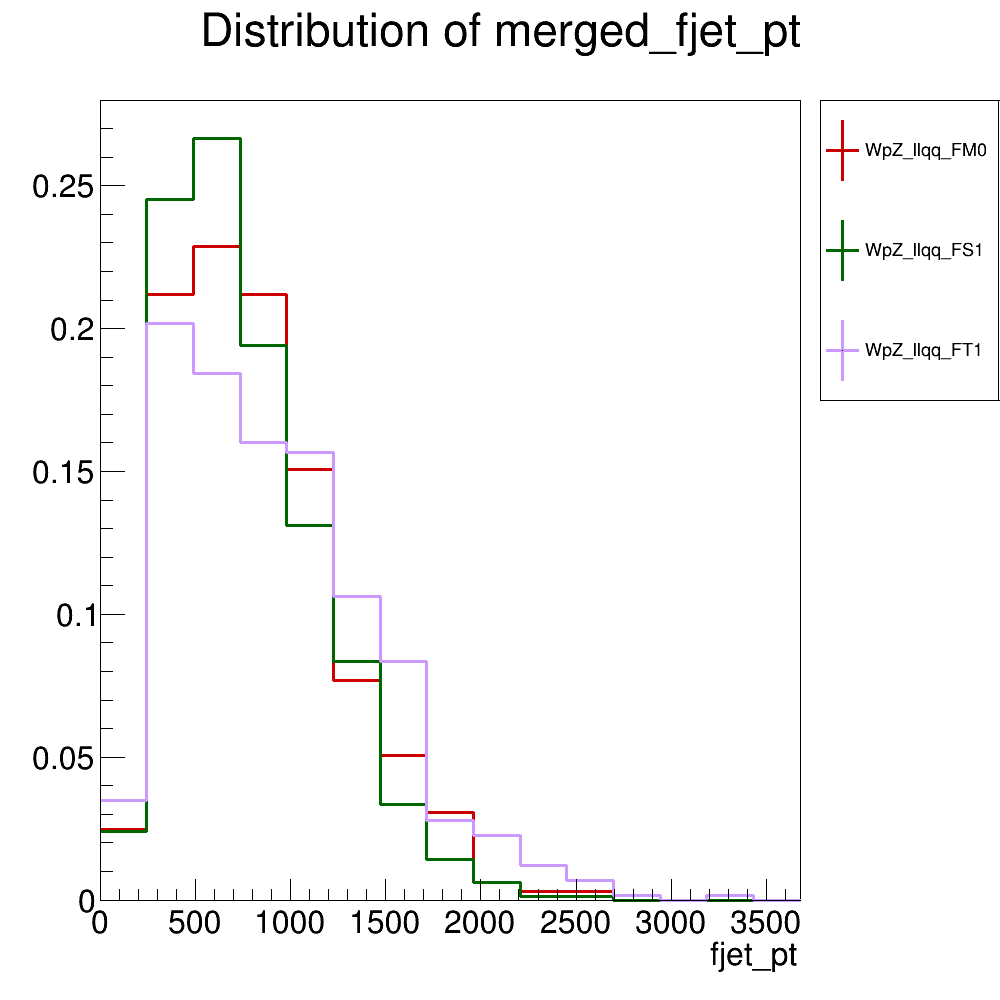 Distribution of merged_fjet_pt
WpZ_llqq_FM0
WpZ_llqq_FS1
WpZ_llqq_FT1
0.25
0.2
0.15
0.1
0.05
0
0 500 1000 1500 2000 2500 3000 3500
fjet_pt